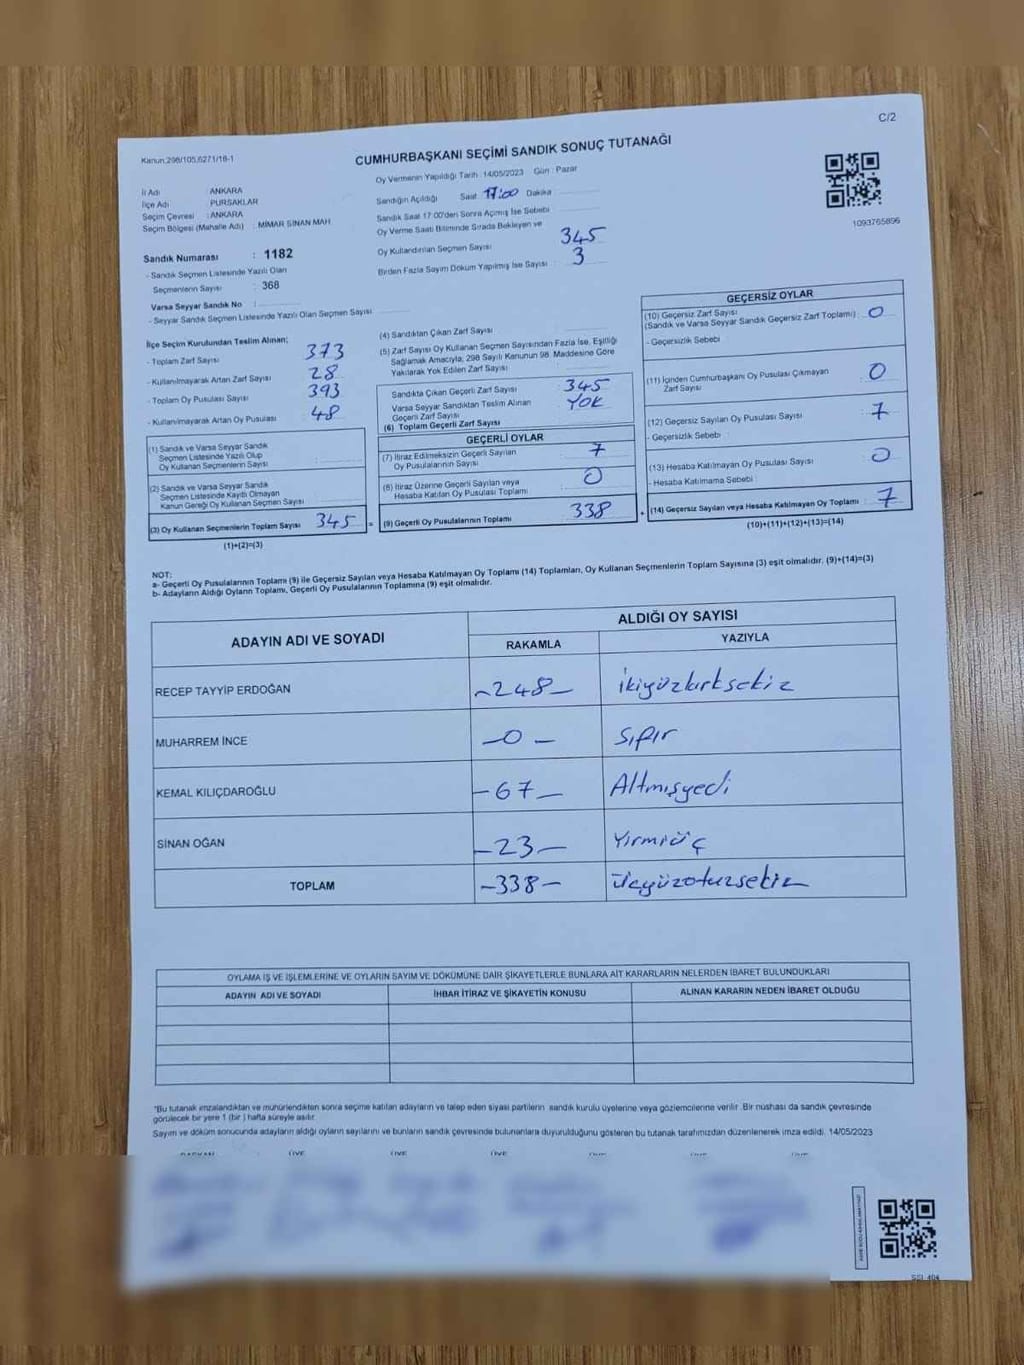 C/2
Kanun,298/105,6271/18-1
CUMHURBAŞKANI SEÇİMİ SANDIK SONUÇ TUTANAĞI
İl Adı ANKARA
İlçe Adı PURSAKLAR
Seçim Çevresi : ANKARA
Seçim Bölgesi (Mahalle Adı) : MİMAR SİNAN MAH.
Sandık Numarası : 1182
- Sandık Seçmen Listesinde Yazılı Olan
Seçmenlerin Sayısı : 368
Varsa Seyyar Sandık No :
- Seyyar Sandık Seçmen Listesinde Yazılı Olan Seçmen Sayısı
Oy Vermenin Yapıldığı Tarih : 14/05/2023 Gün : Pazar
Sandığın Açıldığı Saat 17:00 Dakika
Sandık Saat 17:00'den Sonra Açımış İse Sebebi
Oy Verme Saati Bitiminde Sırada Bekleyen ve
Oy Kullandırılan Seçmen Sayısı 345
Birden Fazla Sayım Döküm Yapılmış İse Sayısı 3
1093765896
İlçe Seçim Kurulundan Teslim Alınan;
- Toplam Zarf Sayısı 373
- Kullanılmayarak Artan Zarf Sayısı 28
- Toplam Oy Pusulası Sayısı 393
- Kullanılmayarak Artan Oy Pusulası 48
(1) Sandık ve Varsa Seyyar Sandık
Seçmen Listesinde Yazılı Olup
Oy Kullanan Seçmenlerin Sayısı
(2) Sandık ve Varsa Seyyar Sandık
Seçmen Listesinde Kayıtlı Olmayan
Kanun Gereği Oy Kullanan Seçmen Sayısı
(3) Oy Kullanan Seçmenlerin Toplam Sayısı 345 =
(1)+(2)=(3)
(4) Sandıktan Çıkan Zarf Sayısı
(5) Zarf Sayısı Oy Kullanan Seçmen Sayısından Fazla İse, Eşitliği
Sağlamak Amacıyla; 298 Sayılı Kanunun 98. Maddesine Göre
Yakılarak Yok Edilen Zarf Sayısı
Sandıkta Çıkan Geçerli Zarf Sayısı 345
Varsa Seyyar Sandıktan Teslim Alınan
Geçerli Zarf Sayısı YOK
(6) Toplam Geçerli Zarf Sayısı
GEÇERLİ OYLAR
(7) İtiraz Edilmeksizin Geçerli Sayılan
Oy Pusulalarının Sayısı 7
(8) İtiraz Üzerine Geçerli Sayılan veya
Hesaba Katılan Oy Pusulası Toplamı 0
(9) Geçerli Oy Pusulalarının Toplamı 338 +
GEÇERSİZ OYLAR
(10) Geçersiz Zarf Sayısı
(Sandık ve Varsa Seyyar Sandık Geçersiz Zarf Toplamı) : 0
- Geçersizlik Sebebi
(11) İçinden Cumhurbaşkanı Oy Pusulası Çıkmayan
Zarf Sayısı 0
(12) Geçersiz Sayılan Oy Pusulası Sayısı 7
- Geçersizlik Sebebi :
(13) Hesaba Katılmayan Oy Pusulası Sayısı 0
- Hesaba Katılmama Sebebi :
(14) Geçersiz Sayılan veya Hesaba Katılmayan Oy Toplamı : 7
(10)+(11)+(12)+(13)=(14)
NOT:
a- Geçerli Oy Pusulalarının Toplamı (9) ile Geçersiz Sayılan veya Hesaba Katılmayan Oy Toplamı (14) Toplamları, Oy Kullanan Seçmenlerin Toplam Sayısına (3) eşit olmalıdır. (9)+(14)=(3)
b- Adayların Aldığı Oyların Toplamı, Geçerli Oy Pusulalarının Toplamına (9) eşit olmalıdır.
ADAYIN ADI VE SOYADI ALDIĞI OY SAYISI
RAKAMLA YAZIYLA
RECEP TAYYİP ERDOĞAN -248- ikiyüzkırksekiz
MUHARREM İNCE -0- Sıfır
KEMAL KILIÇDAROĞLU -67- Altmışyedi
SİNAN OĞAN -23- Yirmiüç
TOPLAM -338- üçyüzotuzsekiz
OYLAMA İŞ VE İŞLEMLERİNE VE OYLARIN SAYIM VE DÖKÜMÜNE DAİR ŞİKAYETLERLE BUNLARA AİT KARARLARIN NELERDEN İBARET BULUNDUKLARI
ADAYIN ADI VE SOYADI İHBAR İTİRAZ VE ŞİKAYETİN KONUSU ALINAN KARARIN NEDEN İBARET OLDUĞU
*Bu tutanak imzalandıktan ve mühürlendikten sonra seçime katılan adayların ve talep eden siyasi partilerin sandık kurulu üyelerine veya gözlemcilerine verilir. Bir nüshası da sandık çevresinde
görülecek bir yere 1 (bir) hafta süreyle asılır.
Sayım ve döküm sonucunda adayların aldığı oyların sayılarını ve bunların sandık çevresinde bulunanlara duyurulduğunu gösteren bu tutanak tarafımızdan düzenlenerek imza edildi. 14/05/2023